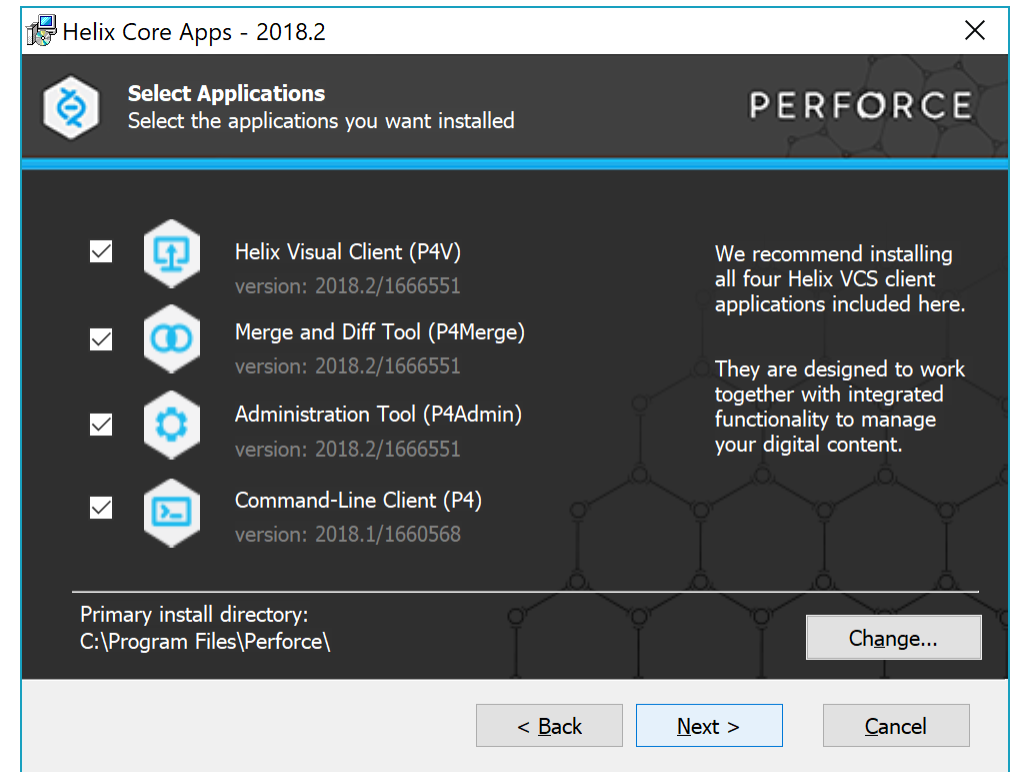 Helix Core Apps - 2018.2
Select Applications
Select the applications you want installed
PERFORCE
Helix Visual Client (P4V)
version: 2018.2/1666551
Merge and Diff Tool (P4Merge)
version: 2018.2/1666551
Administration Tool (P4Admin)
version: 2018.2/1666551
Command-Line Client (P4)
version: 2018.1/1660568
We recommend installing
all four Helix VCS client
applications included here.
They are designed to work
together with integrated
functionality to manage
your digital content.
Primary install directory:
C:\Program Files\Perforce\
Change...
< Back
Next >
Cancel